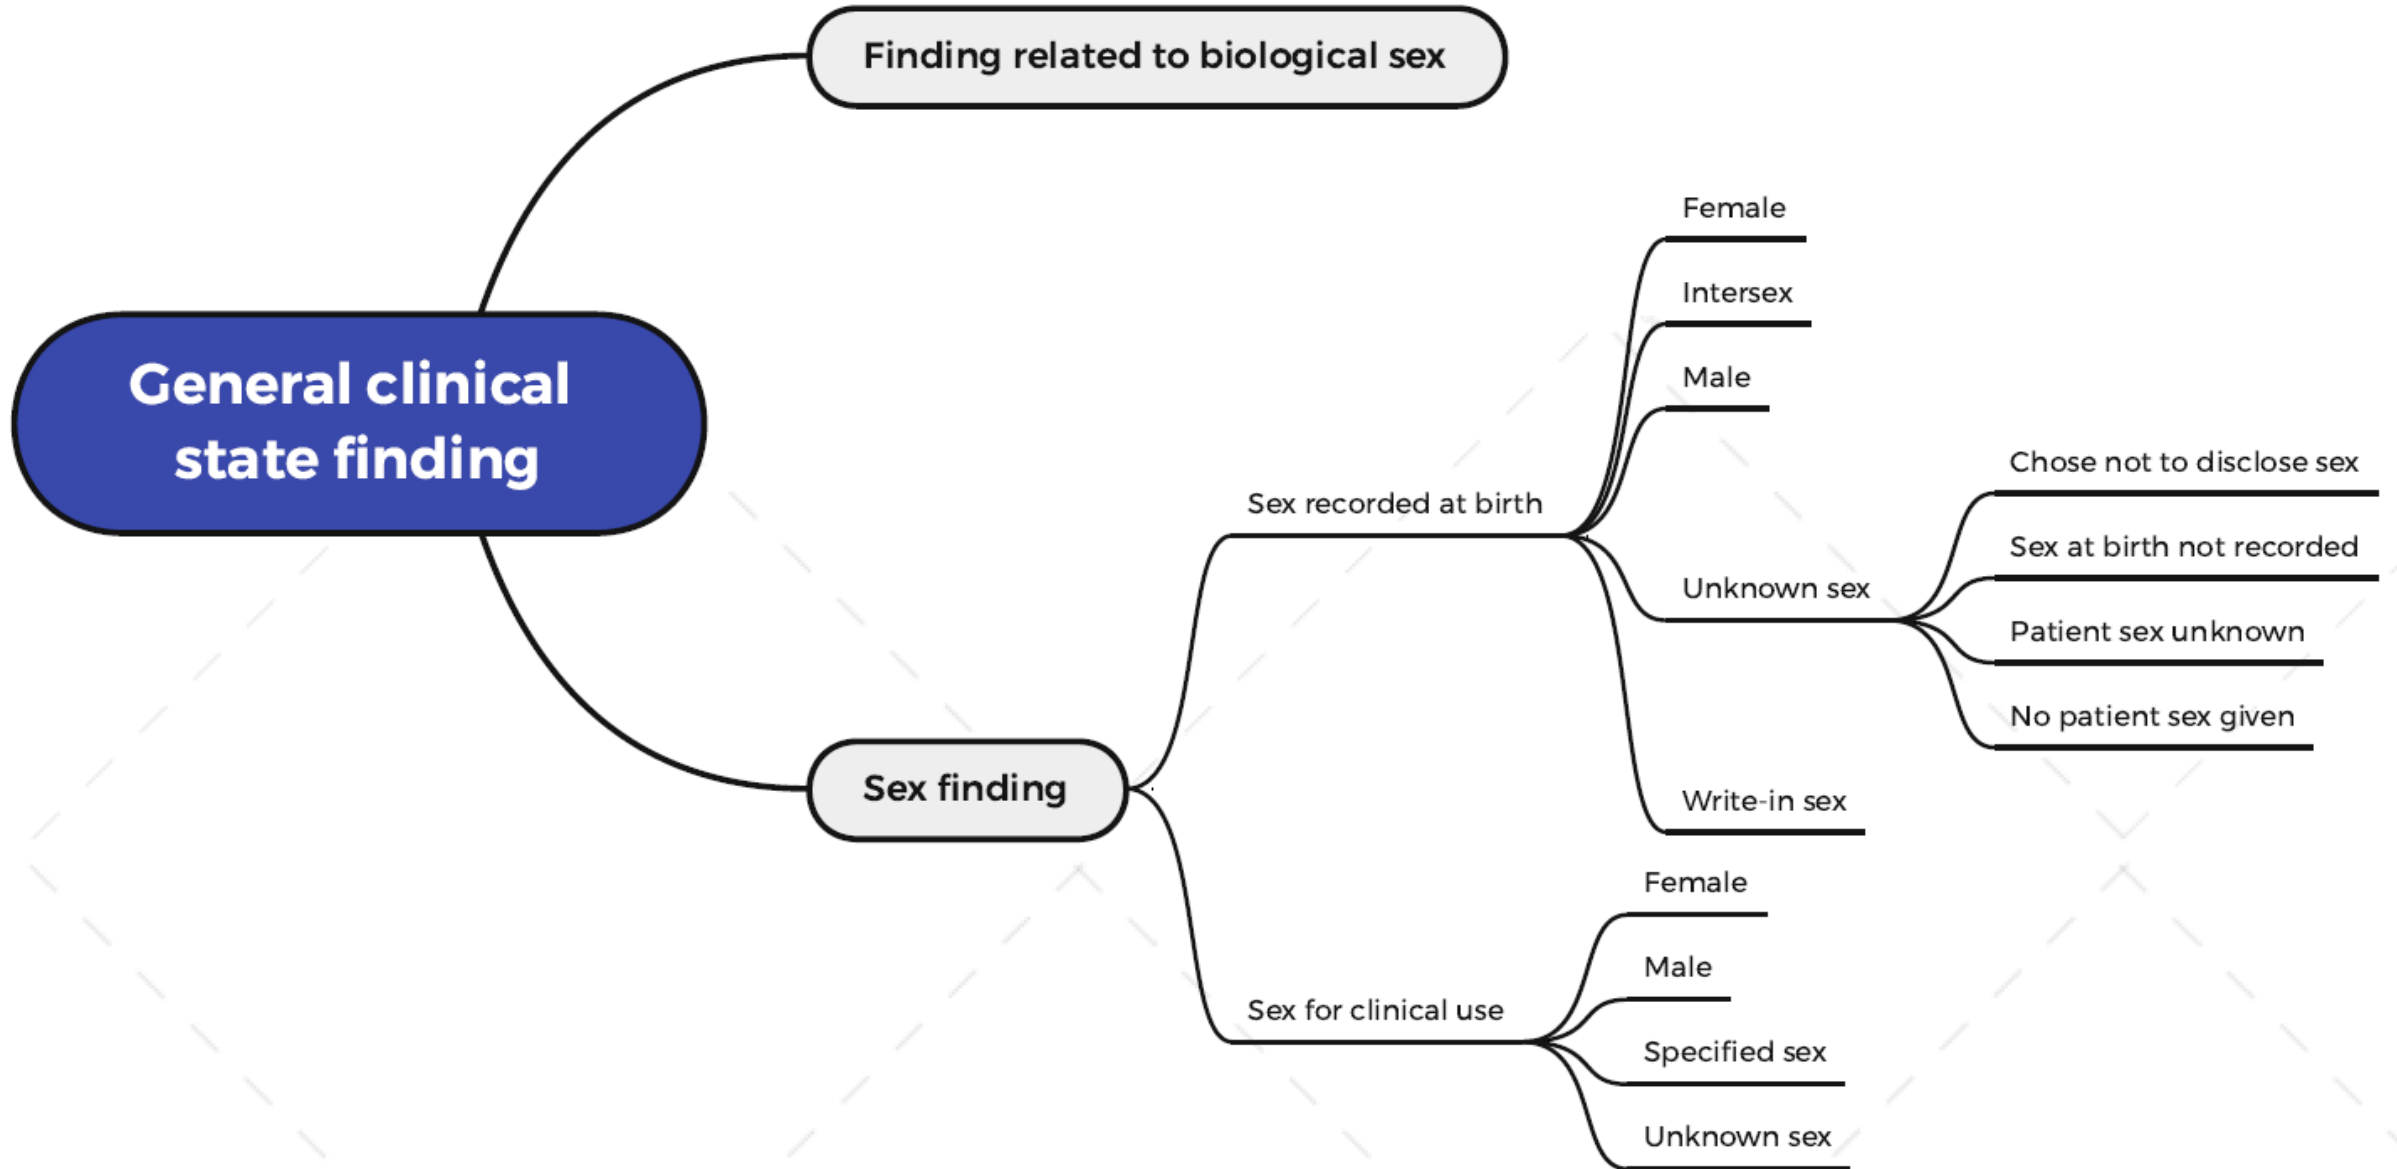 Finding related to biological sex
General clinical
state finding
Sex finding
Sex recorded at birth
Female
Intersex
Male
Unknown sex
Chose not to disclose sex
Sex at birth not recorded
Patient sex unknown
No patient sex given
Write-in sex
Sex for clinical use
Female
Male
Specified sex
Unknown sex